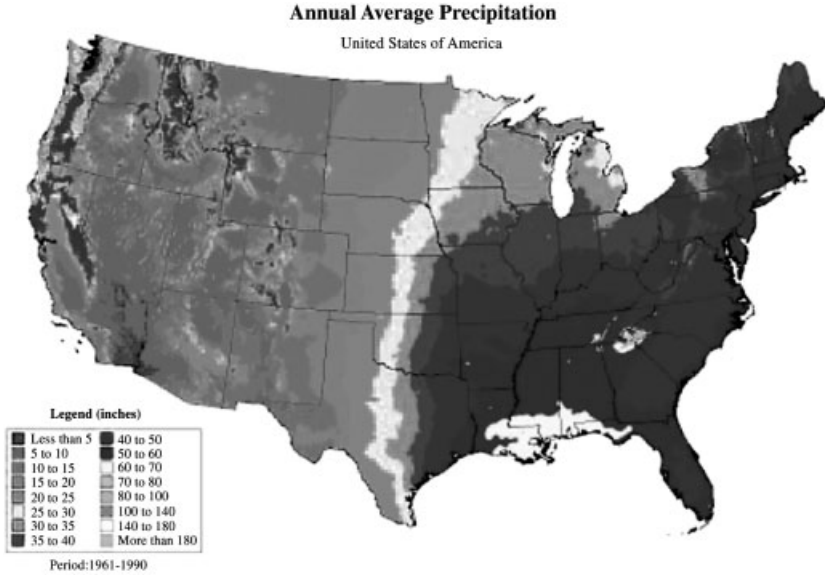 Annual Average Precipitation
United States of America
Legend (inches)
Less than 5
5 to 10
10 to 15
15 to 20
20 to 25
25 to 30
30 to 35
35 to 40
40 to 50
50 to 60
60 to 70
70 to 80
80 to 100
100 to 140
140 to 180
More than 180
Period:1961-1990